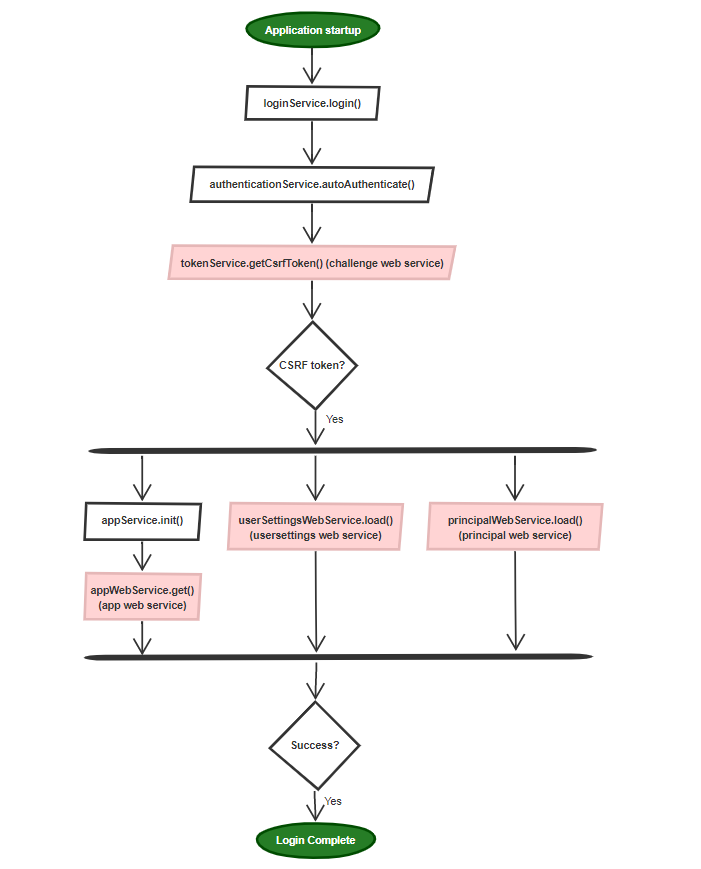 Application startup
loginService.login()
authenticationService.autoAuthenticate()
tokenService.getCsrfToken() (challenge web service)
CSRF token?
Yes
appService.init()
userSettingsWebService.load()
(usersettings web service)
principalWebService.load()
(principal web service)
appWebService.get()
(app web service)
Success?
Yes
Login Complete